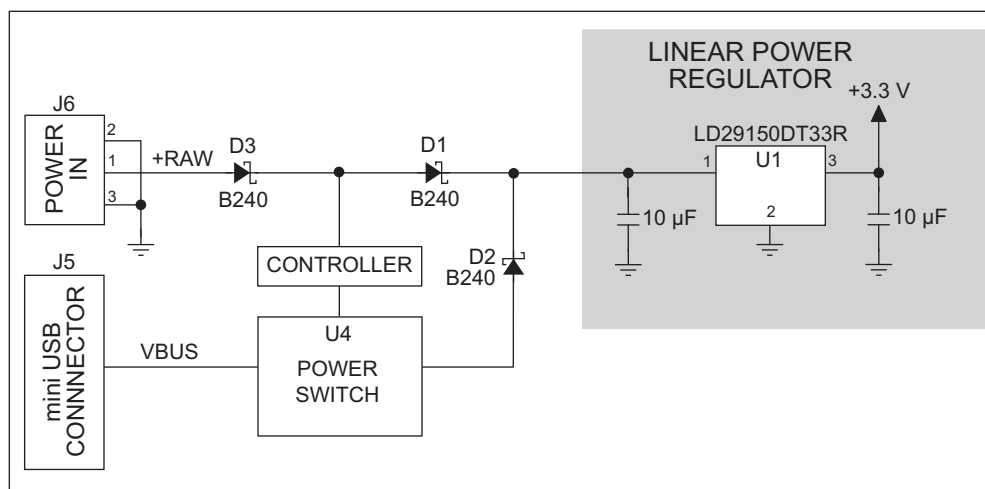 LINEAR POWER
REGULATOR
+3.3 V
J6
POWER
IN
2
1
3
+RAW
D3
B240
D1
B240
LD29150DT33R
1
U1
3
2
10 µF
10 µF
D2
B240
CONTROLLER
J5
mini USB
CONNNECTOR
VBUS
U4
POWER
SWITCH